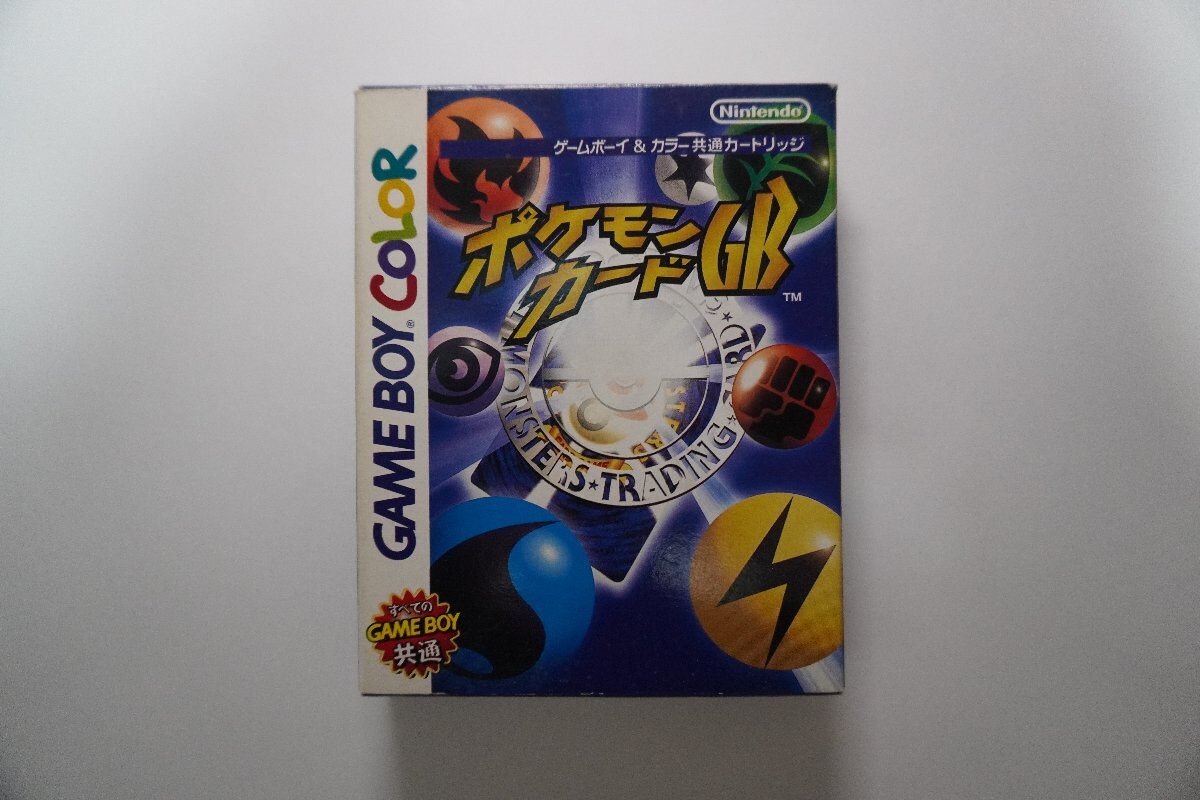 Nintendo
ゲームボーイ & カラー共通カートリッジ
ポケモン
カードGB
TM
GAME BOY® COLOR
MONSTERS★TRADING
すべての
GAME BOY
共通